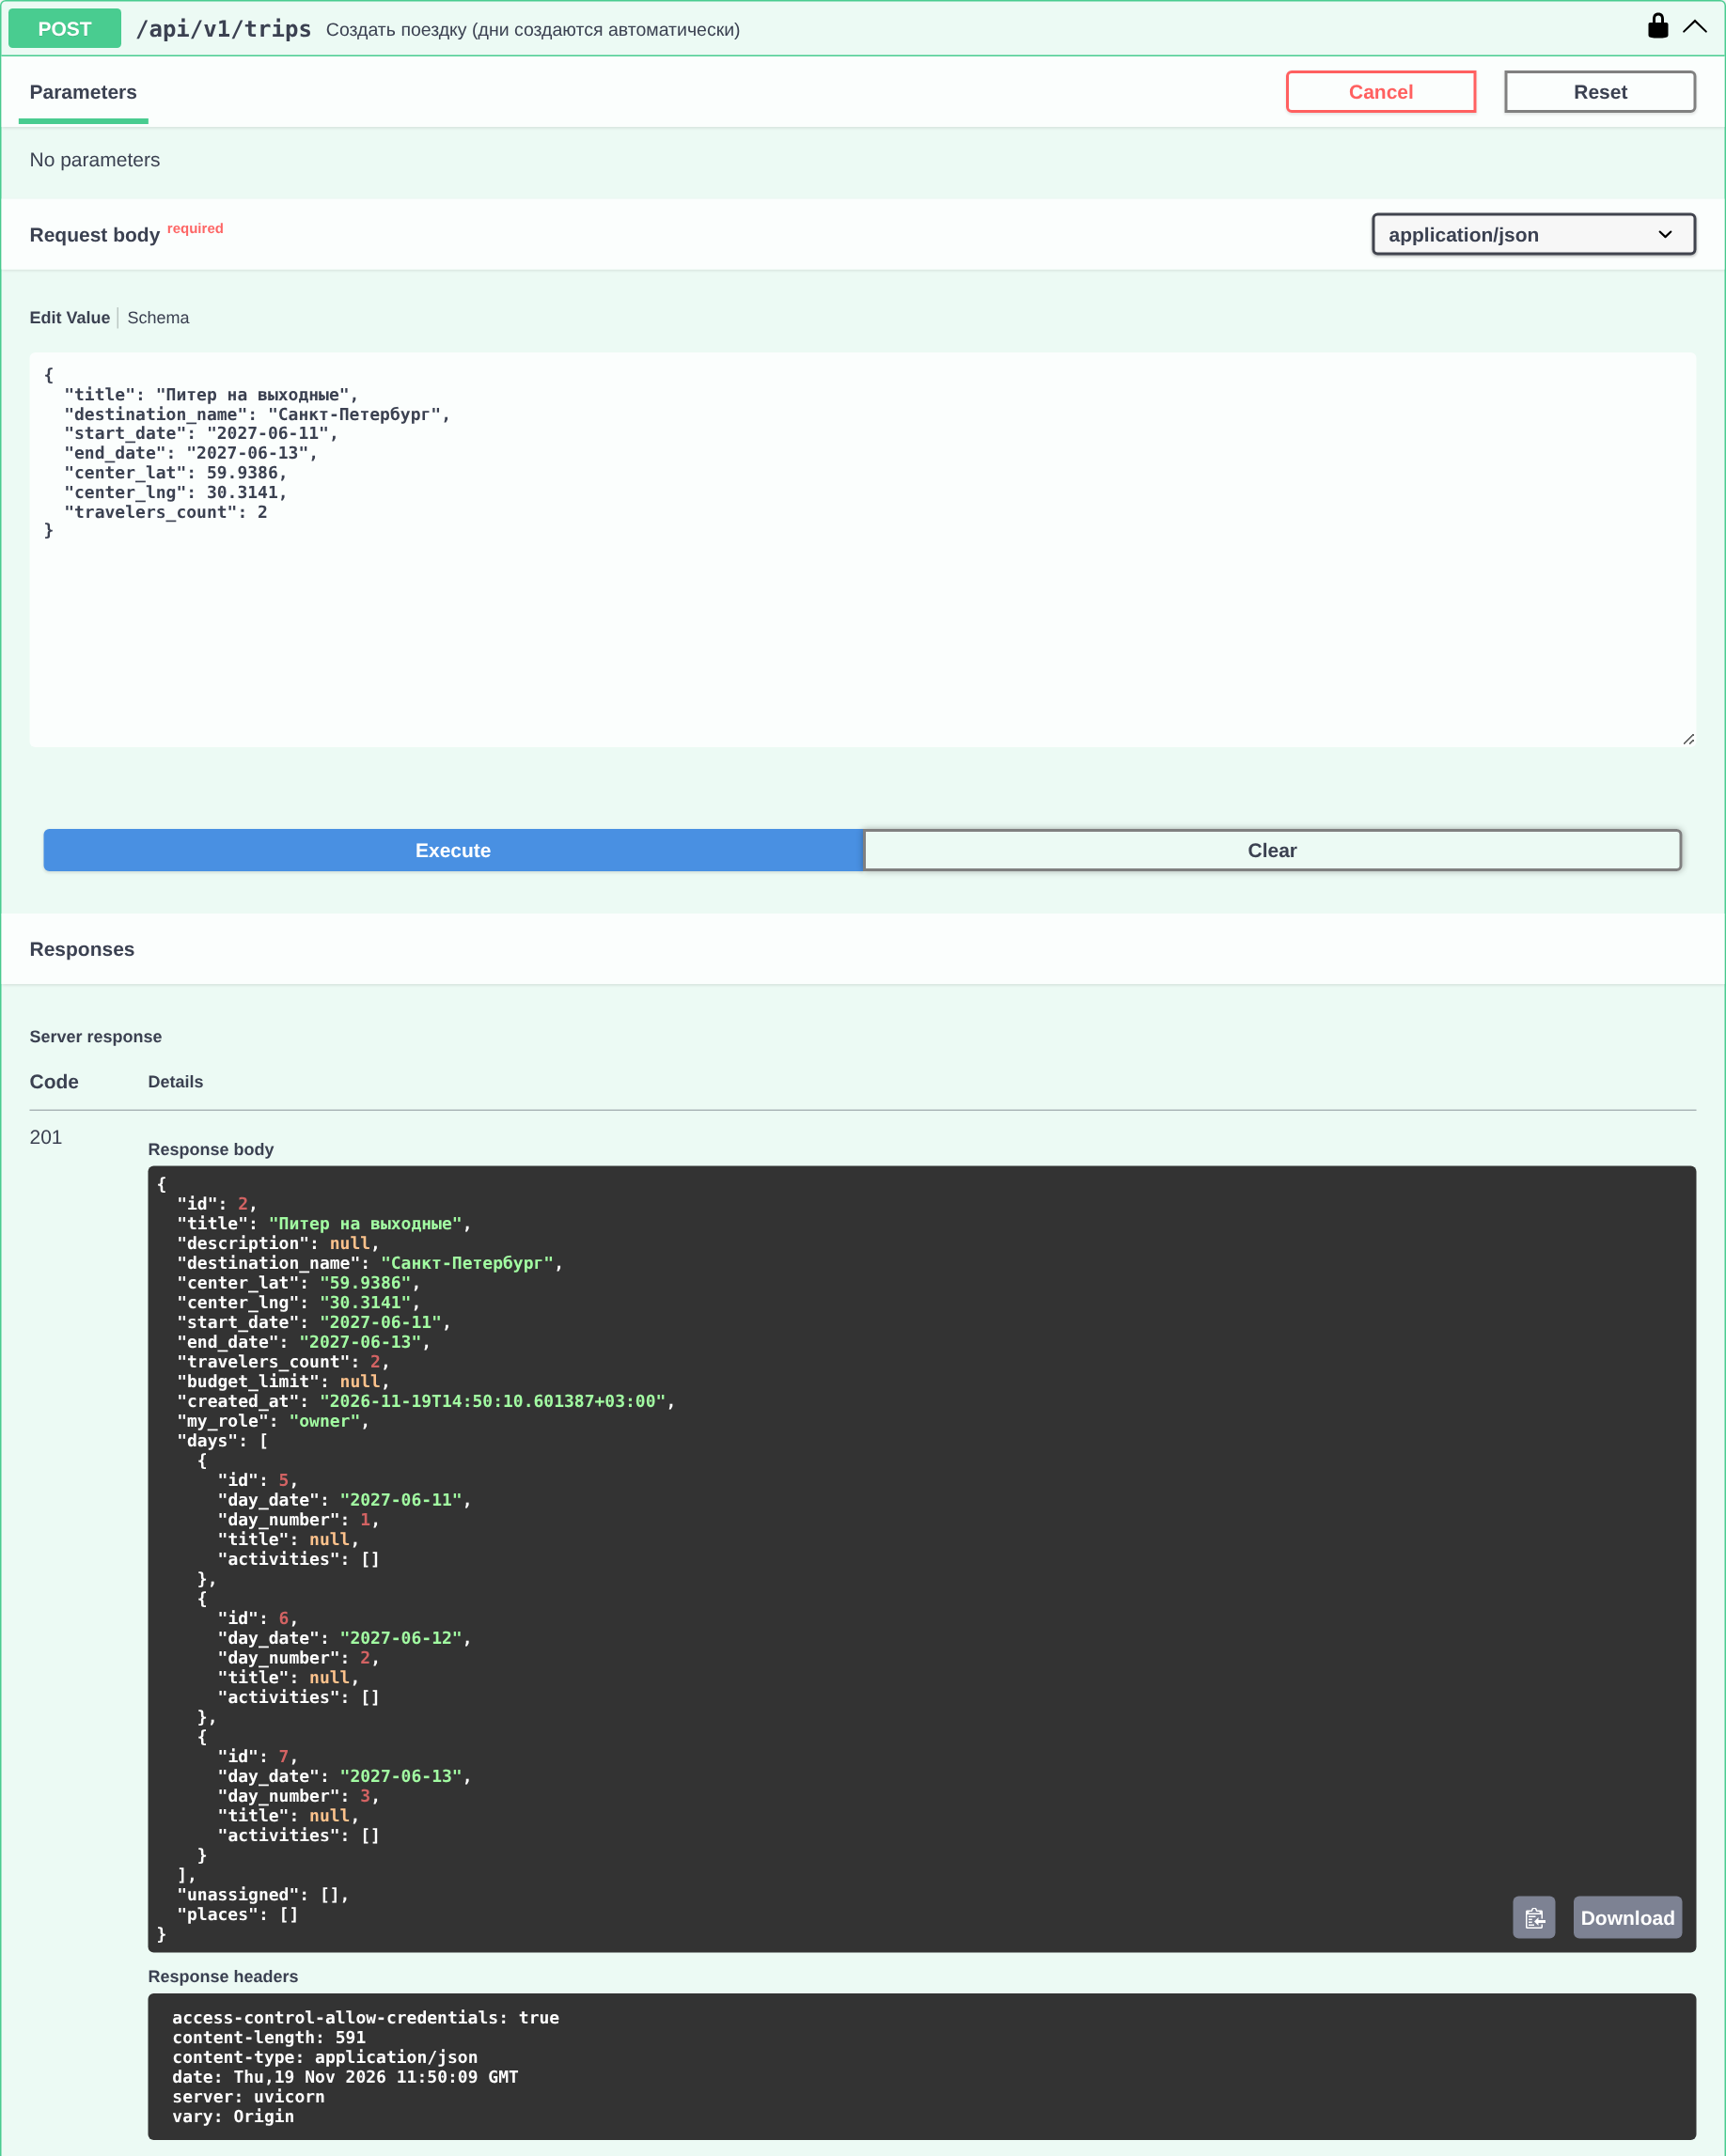 POST /api/v1/trips Создать поездку (дни создаются автоматически)
Parameters
Cancel
Reset
No parameters
Request body required
application/json
Edit Value
Schema
{
  "title": "Питер на выходные",
  "destination_name": "Санкт-Петербург",
  "start_date": "2027-06-11",
  "end_date": "2027-06-13",
  "center_lat": 59.9386,
  "center_lng": 30.3141,
  "travelers_count": 2
}
Execute
Clear
Responses
Server response
Code
Details
201
Response body
{
  "id": 2,
  "title": "Питер на выходные",
  "description": null,
  "destination_name": "Санкт-Петербург",
  "center_lat": "59.9386",
  "center_lng": "30.3141",
  "start_date": "2027-06-11",
  "end_date": "2027-06-13",
  "travelers_count": 2,
  "budget_limit": null,
  "created_at": "2026-11-19T14:50:10.601387+03:00",
  "my_role": "owner",
  "days": [
    {
      "id": 5,
      "day_date": "2027-06-11",
      "day_number": 1,
      "title": null,
      "activities": []
    },
    {
      "id": 6,
      "day_date": "2027-06-12",
      "day_number": 2,
      "title": null,
      "activities": []
    },
    {
      "id": 7,
      "day_date": "2027-06-13",
      "day_number": 3,
      "title": null,
      "activities": []
    }
  ],
  "unassigned": [],
  "places": []
}
Download
Response headers
access-control-allow-credentials: true
content-length: 591
content-type: application/json
date: Thu,19 Nov 2026 11:50:09 GMT
server: uvicorn
vary: Origin